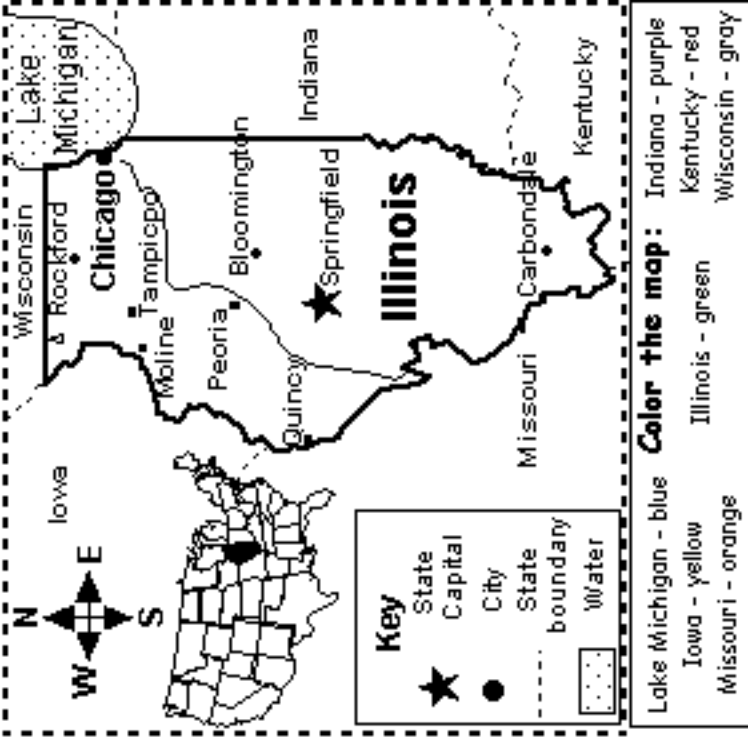 N
W E
S
Iowa
Wisconsin
Lake
Michigan
Rockford
Chicago
Tampico
Moline
Peoria
Bloomington
Quincy
Springfield
Indiana
Illinois
Missouri
Carbondale
Kentucky
Key
State
Capital
City
State
boundary
Water
Color the map:
Lake Michigan - blue
Indiana - purple
Iowa - yellow
Illinois - green
Kentucky - red
Missouri - orange
Wisconsin - gray